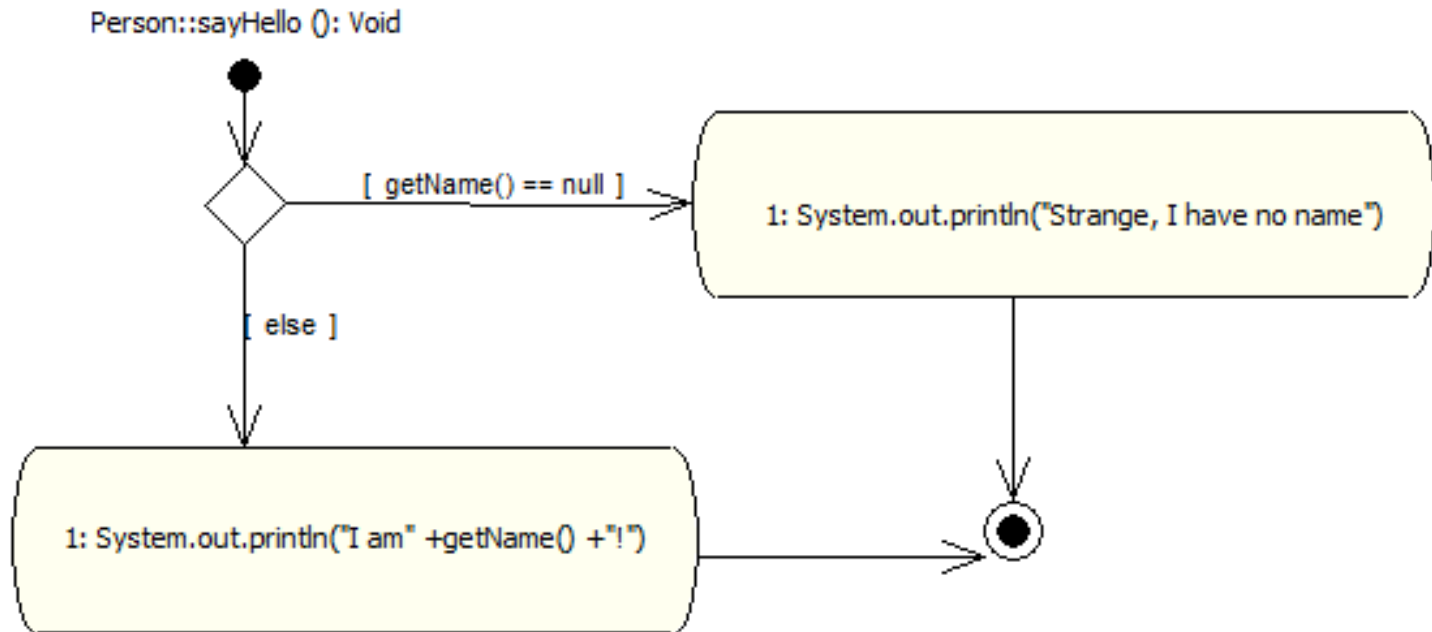 Person::sayHello (): Void
[ getName() == null ]
1: System.out.println("Strange, I have no name")
[ else ]
1: System.out.println("I am" +getName() +"!")